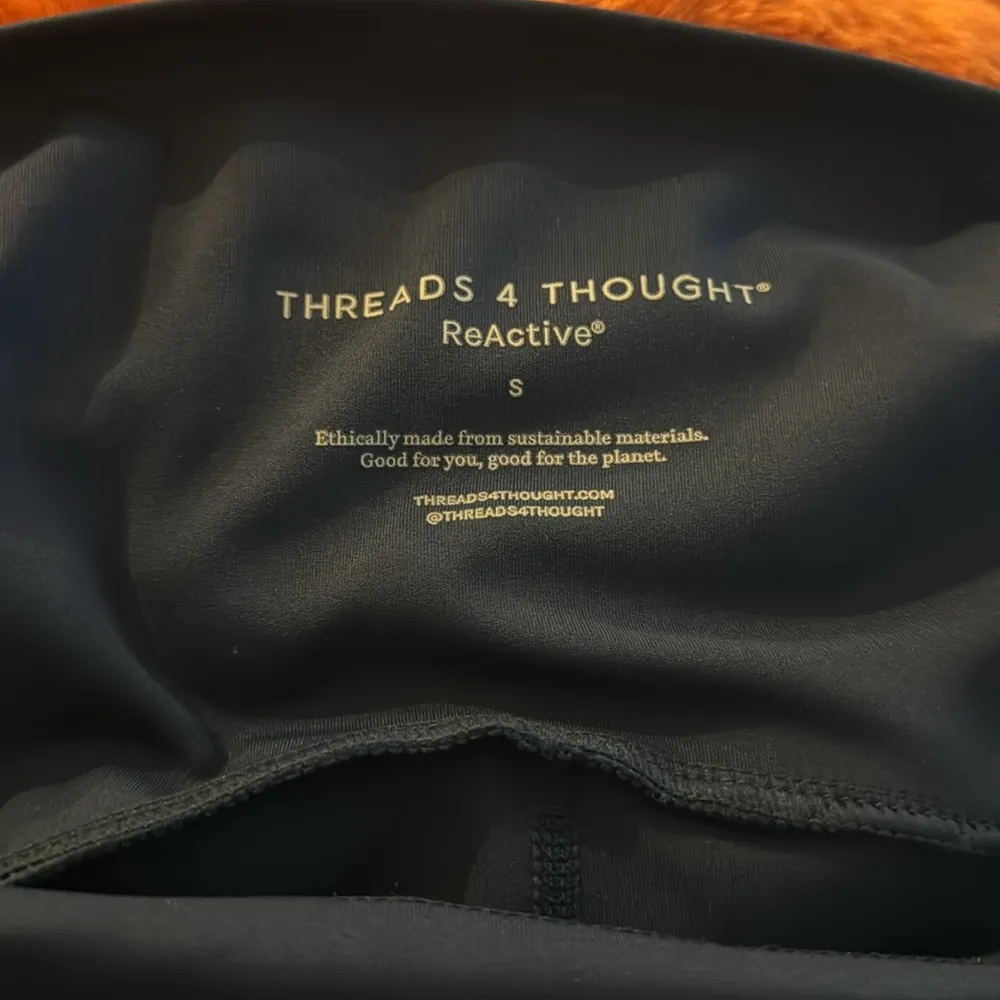 THREADS 4 THOUGHT®
ReActive®
S
Ethically made from sustainable materials.
Good for you, good for the planet.
THREADS4THOUGHT.COM
@THREADS4THOUGHT